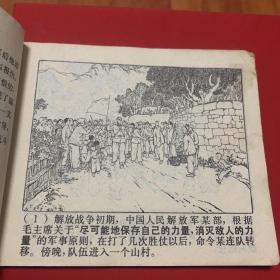 （1）解放战争初期，中国人民解放军某部，根据
毛主席关于“尽可能地保存自己的力量，消灭敌人的力
量”的军事原则，在打了几次胜仗以后，命令某连队转
移。傍晚，队伍进入一个山村。